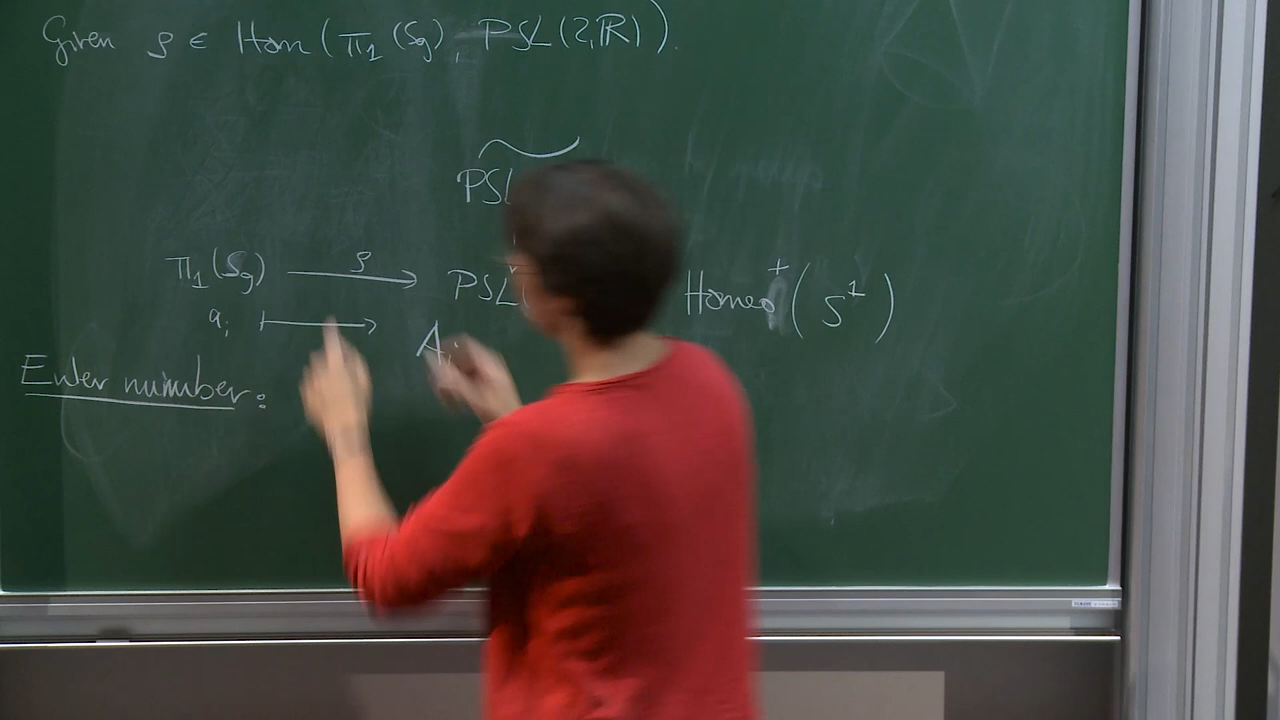 Given ρ ∈ Hom(π₁(Sg), PSL(2,ℝ)).
PSL
π₁(Sg) ⟶ρ PSL( Homeo⁺(S¹)
aᵢ ⟼ Aᵢ
Euler number: